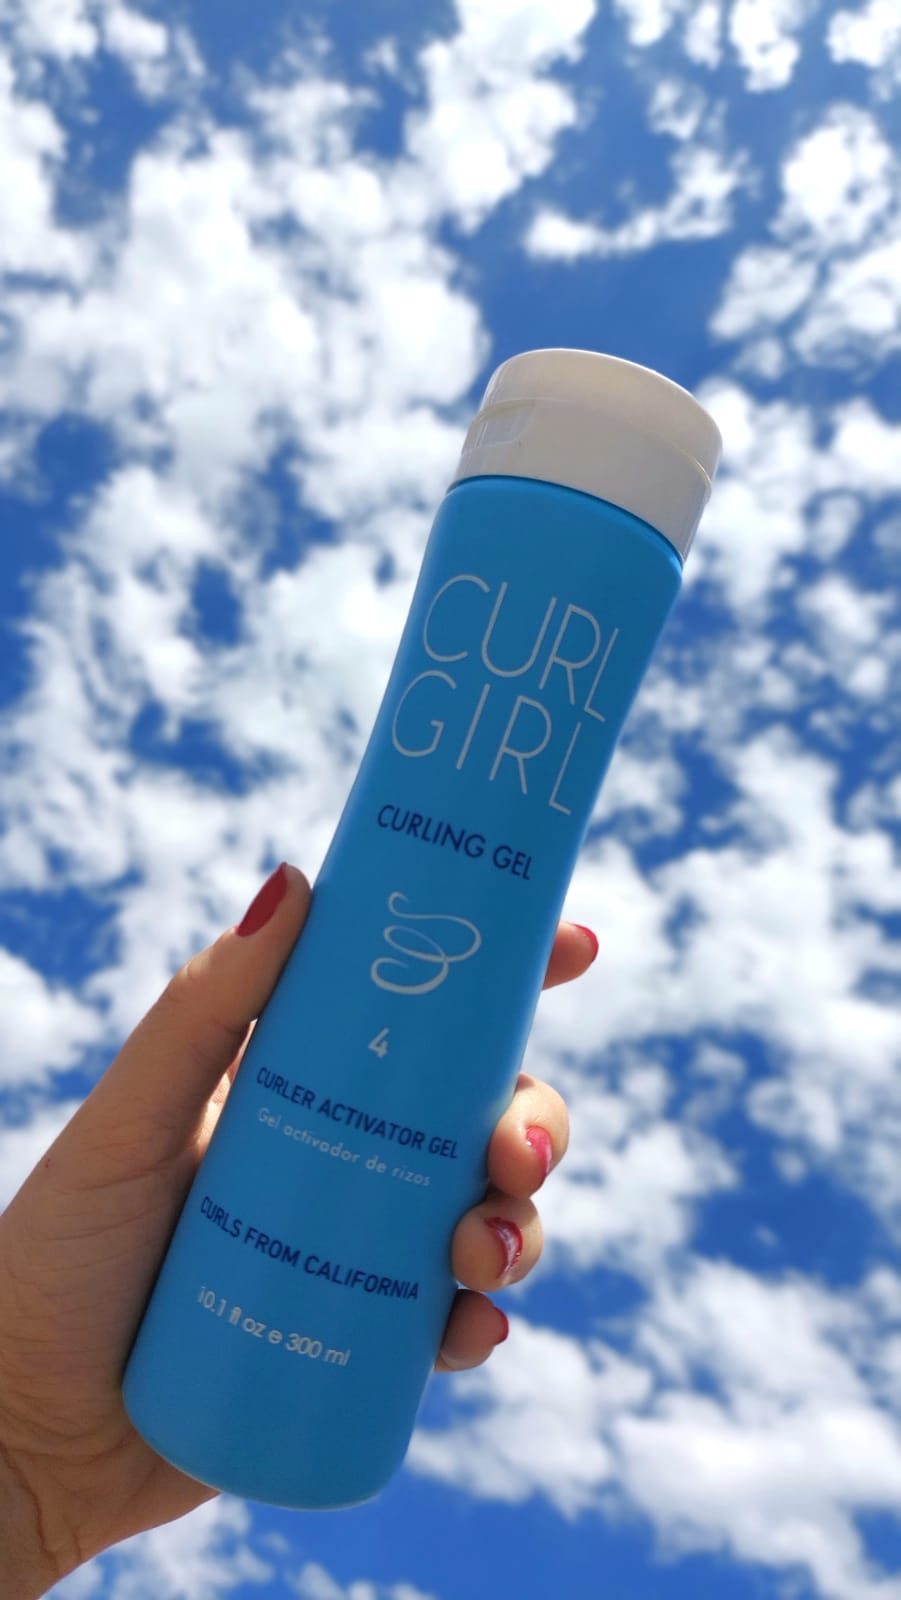 CURL
GIRL
CURLING GEL
4
CURLER ACTIVATOR GEL
Gel activador de rizos
CURLS FROM CALIFORNIA
10.1 fl oz e 300 ml